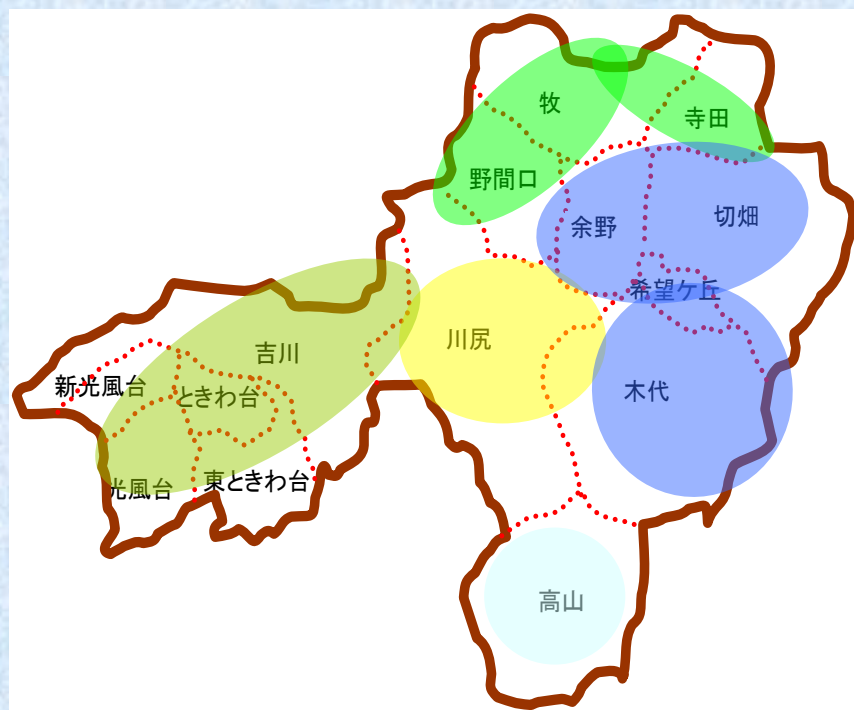 牧
寺田
野間口
余野
切畑
希望ケ丘
川尻
吉川
新光風台
ときわ台
木代
光風台
東ときわ台
高山